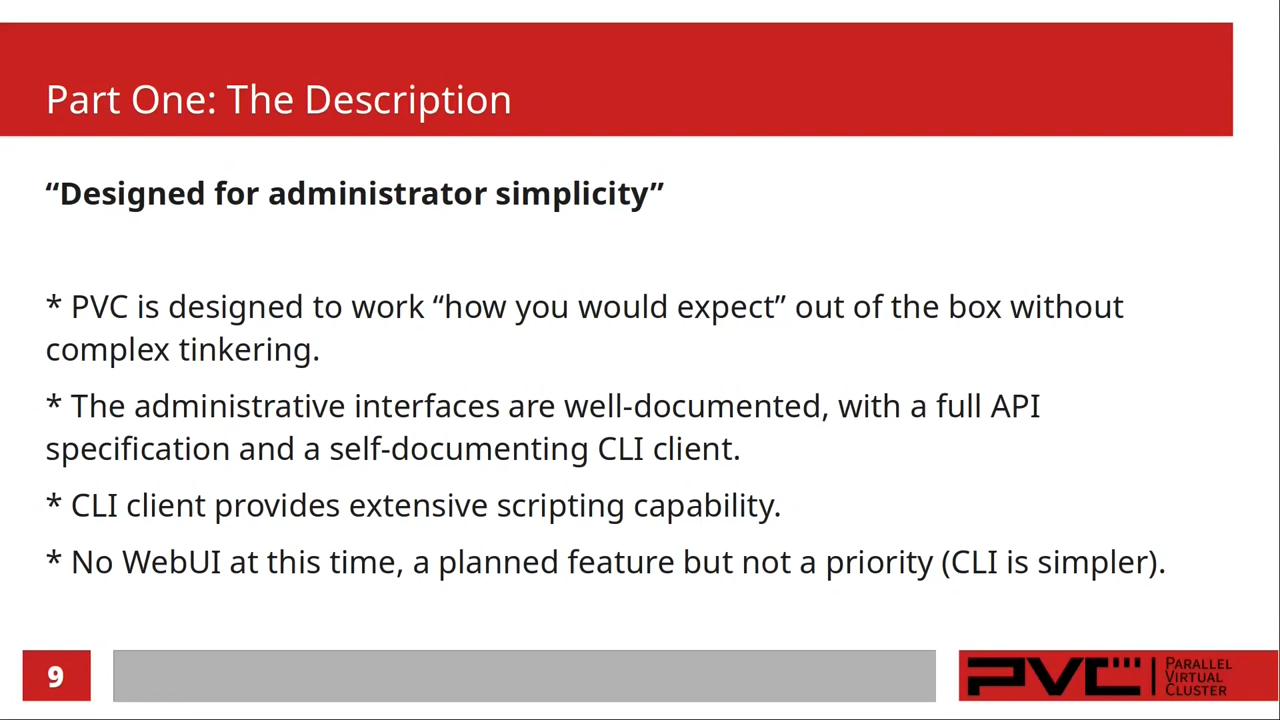 Part One: The Description
“Designed for administrator simplicity”
* PVC is designed to work “how you would expect” out of the box without
complex tinkering.
* The administrative interfaces are well-documented, with a full API
specification and a self-documenting CLI client.
* CLI client provides extensive scripting capability.
* No WebUI at this time, a planned feature but not a priority (CLI is simpler).
9
PVC
PARALLEL
VIRTUAL
CLUSTER